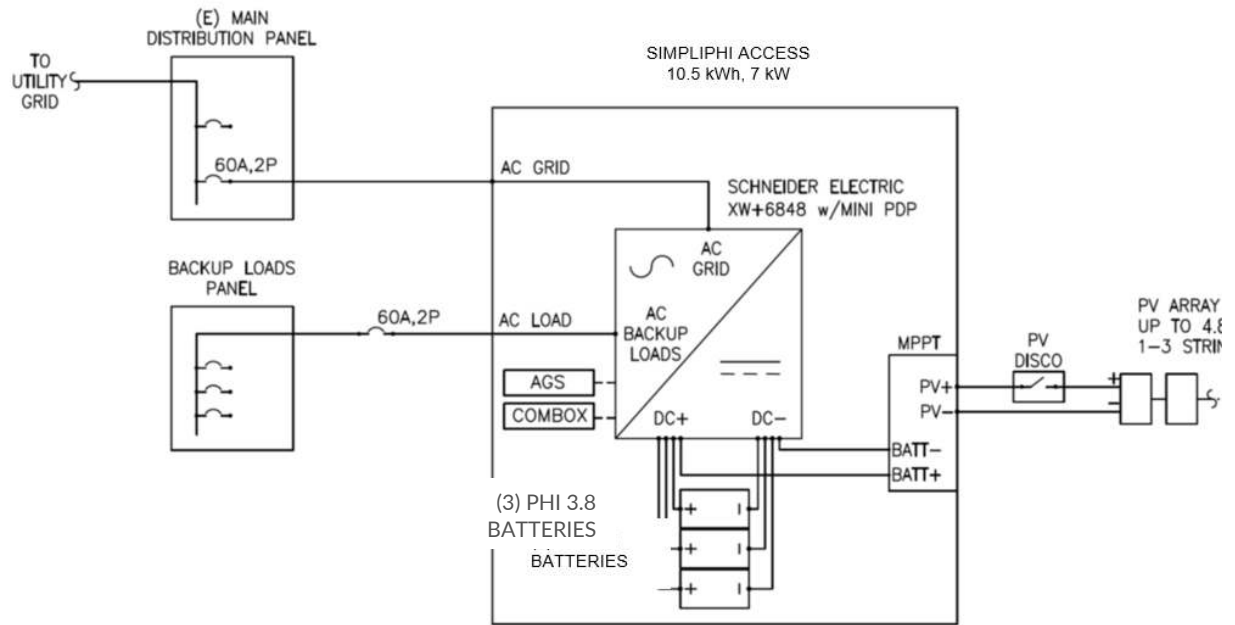 (E) MAIN
DISTRIBUTION PANEL
TO
UTILITY
GRID
60A,2P
SIMPLIPHI ACCESS
10.5 kWh, 7 kW
AC GRID
SCHNEIDER ELECTRIC
XW+6848 w/MINI PDP
AC
GRID
BACKUP LOADS
PANEL
60A,2P
AC LOAD
AC
BACKUP
LOADS
AGS
COMBOX
DC+
DC-
MPPT
PV+
PV-
BATT-
BATT+
PV
DISCO
+
-
PV ARRAY
UP TO 4.8
1-3 STRIN
(3) PHI 3.8
BATTERIES
BATTERIES
+ -
+ -
+ -